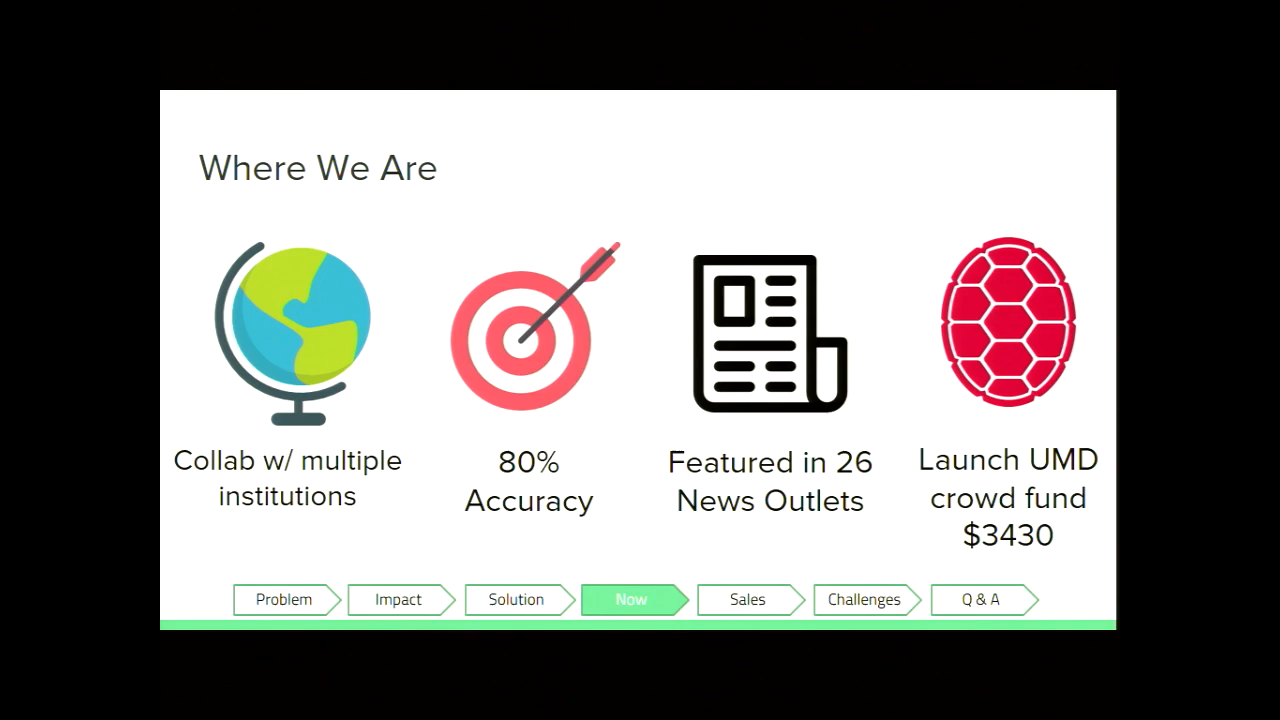 Where We Are
Collab w/ multiple
institutions
80%
Accuracy
Featured in 26
News Outlets
Launch UMD
crowd fund
$3430
Problem
Impact
Solution
Now
Sales
Challenges
Q & A